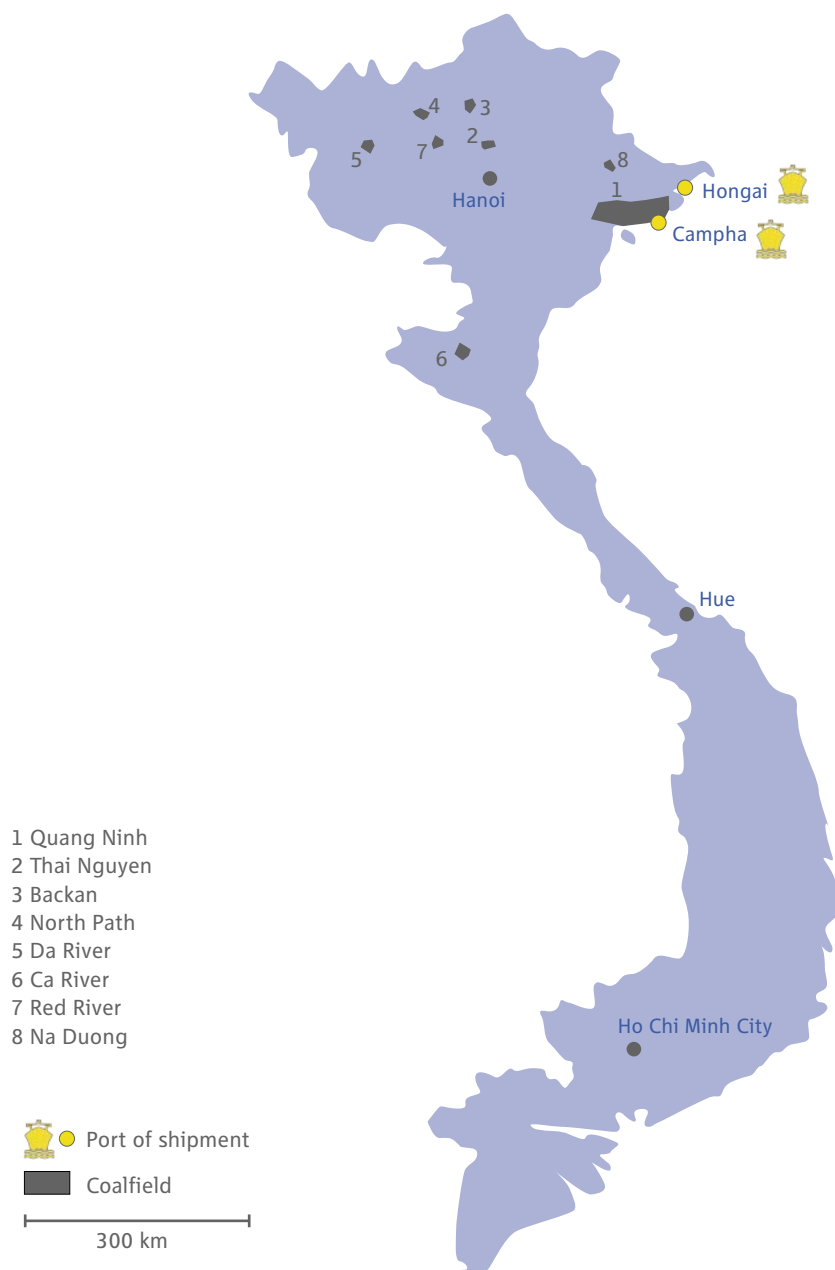 4
3
5
7
2
8
1
Hanoi
Hongai
Campha
6
Hue
1 Quang Ninh
2 Thai Nguyen
3 Backan
4 North Path
5 Da River
6 Ca River
7 Red River
8 Na Duong
Ho Chi Minh City
Port of shipment
Coalfield
300 km